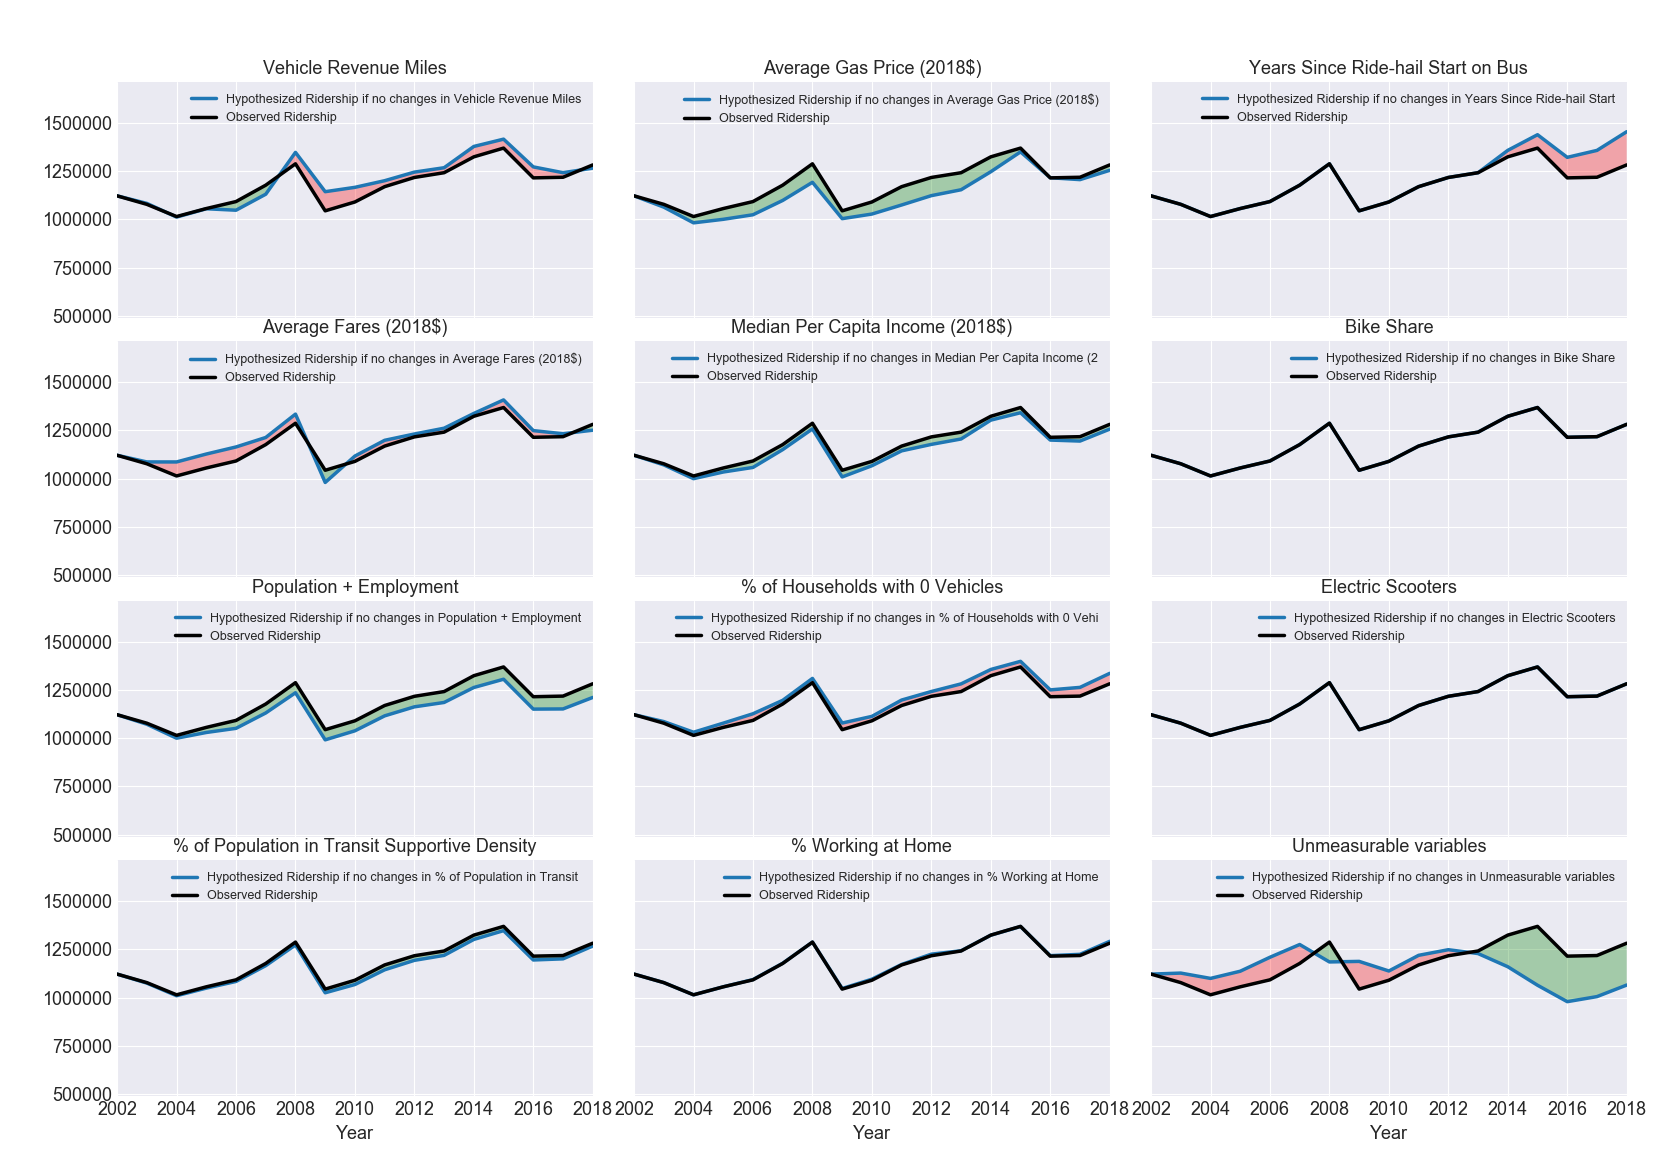 Vehicle Revenue Miles
Hypothesized Ridership if no changes in Vehicle Revenue Miles
Observed Ridership
1500000
1250000
1000000
750000
500000
Average Gas Price (2018$)
Hypothesized Ridership if no changes in Average Gas Price (2018$)
Observed Ridership
Years Since Ride-hail Start on Bus
Hypothesized Ridership if no changes in Years Since Ride-hail Start
Observed Ridership
Average Fares (2018$)
Hypothesized Ridership if no changes in Average Fares (2018$)
Observed Ridership
1500000
1250000
1000000
750000
500000
Median Per Capita Income (2018$)
Hypothesized Ridership if no changes in Median Per Capita Income (2
Observed Ridership
Bike Share
Hypothesized Ridership if no changes in Bike Share
Observed Ridership
Population + Employment
Hypothesized Ridership if no changes in Population + Employment
Observed Ridership
1500000
1250000
1000000
750000
500000
% of Households with 0 Vehicles
Hypothesized Ridership if no changes in % of Households with 0 Vehi
Observed Ridership
Electric Scooters
Hypothesized Ridership if no changes in Electric Scooters
Observed Ridership
% of Population in Transit Supportive Density
Hypothesized Ridership if no changes in % of Population in Transit
Observed Ridership
1500000
1250000
1000000
750000
500000
2002 2004 2006 2008 2010 2012 2014 2016 2018
Year
% Working at Home
Hypothesized Ridership if no changes in % Working at Home
Observed Ridership
2002 2004 2006 2008 2010 2012 2014 2016 2018
Year
Unmeasurable variables
Hypothesized Ridership if no changes in Unmeasurable variables
Observed Ridership
2002 2004 2006 2008 2010 2012 2014 2016 2018
Year